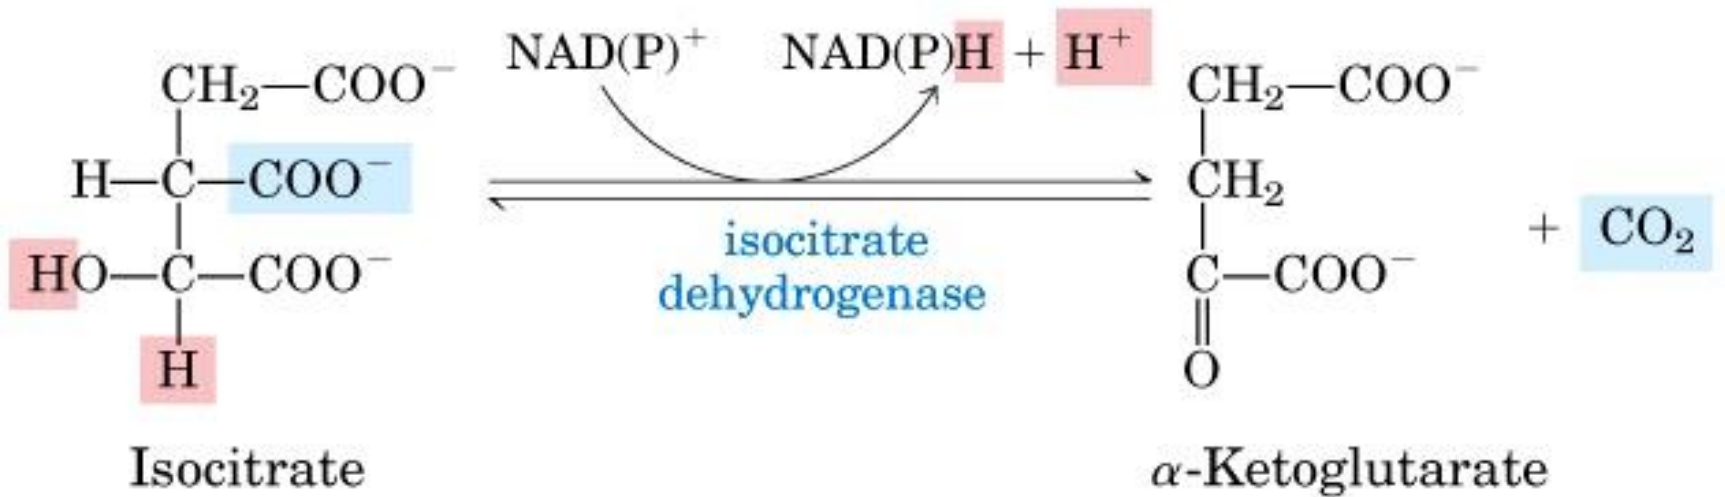 NAD(P)⁺ NAD(P)H + H⁺
CH₂—COO⁻
H—C—COO⁻
HO—C—COO⁻
H
Isocitrate
isocitrate
dehydrogenase
CH₂—COO⁻
CH₂
C—COO⁻
O
α-Ketoglutarate
+ CO₂